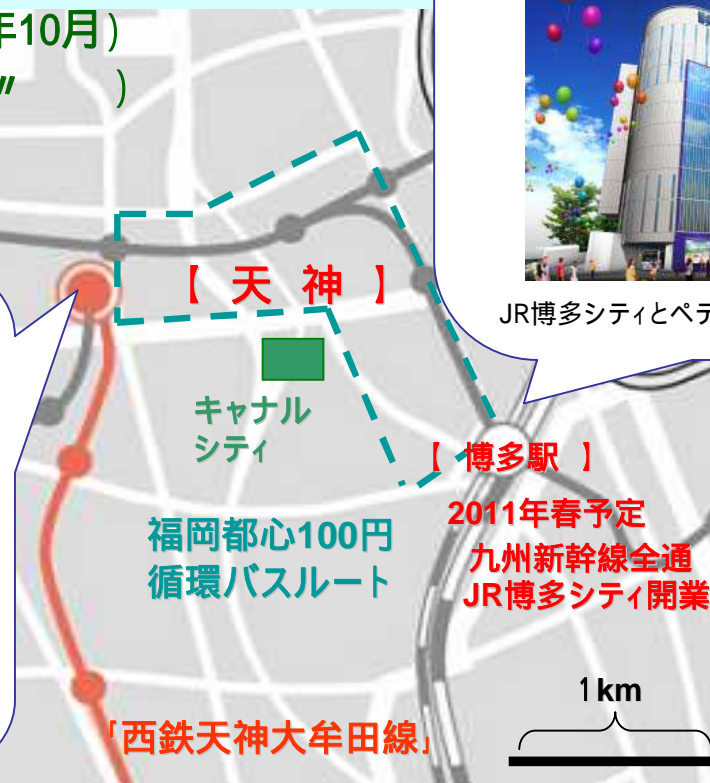 年10月)
〃 )
JR博多シティとペデ
【 天 神 】
キャナル
シティ
【 博多駅 】
2011年春予定
九州新幹線全通
JR博多シティ開業
福岡都心100円
循環バスルート
1km
「西鉄天神大牟田線」